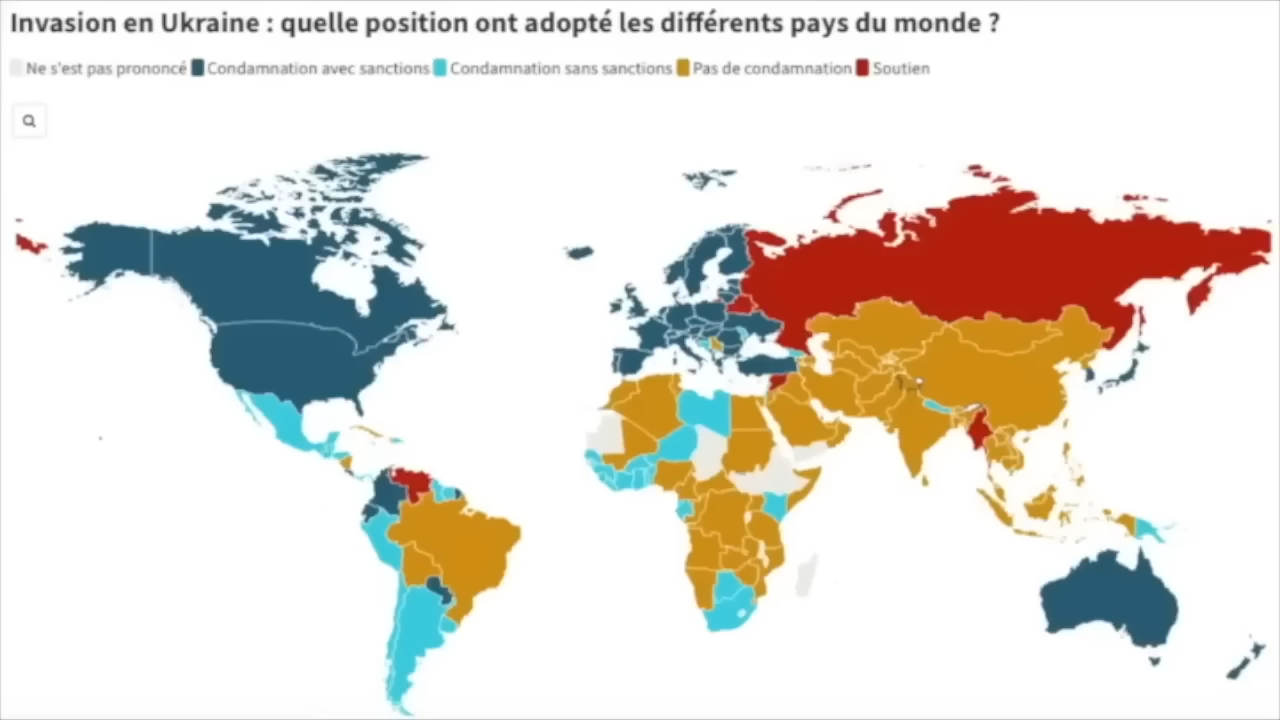 Invasion en Ukraine : quelle position ont adopté les différents pays du monde ?
Ne s'est pas prononcé Condamnation avec sanctions Condamnation sans sanctions Pas de condamnation Soutien